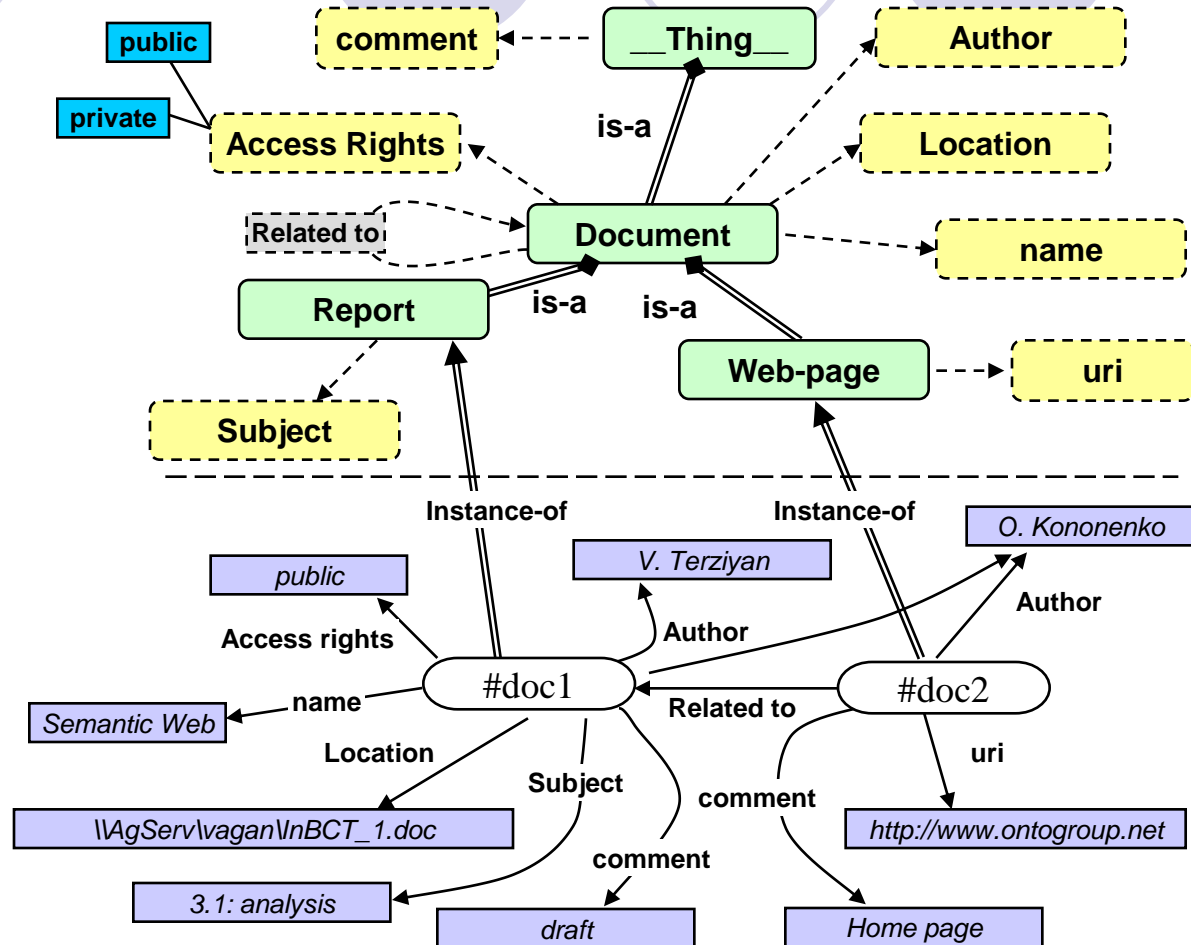 public
comment
__Thing__
Author
private
Access Rights
is-a
Location
Related to
Document
name
Report
is-a
is-a
Web-page
uri
Subject
Instance-of
Instance-of
O. Kononenko
public
V. Terziyan
Author
Access rights
Author
#doc1
#doc2
name
Related to
Semantic Web
Location
uri
Subject
comment
\\AgServ\vagan\InBCT_1.doc
http://www.ontogroup.net
comment
3.1: analysis
draft
Home page